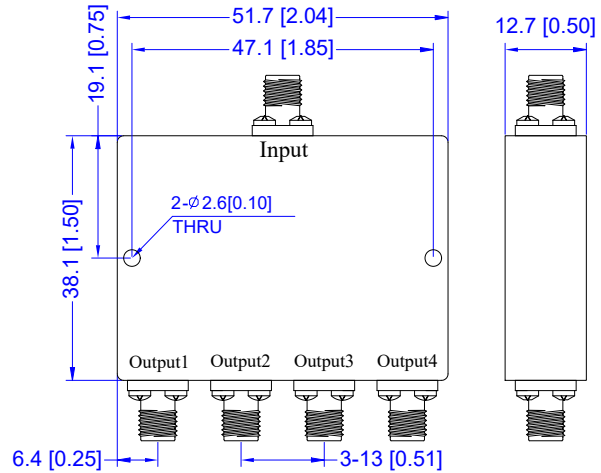 51.7 [2.04]
12.7 [0.50]
47.1 [1.85]
19.1 [0.75]
Input
2-⌀2.6[0.10]
THRU
38.1 [1.50]
Output1 Output2 Output3 Output4
6.4 [0.25]
3-13 [0.51]